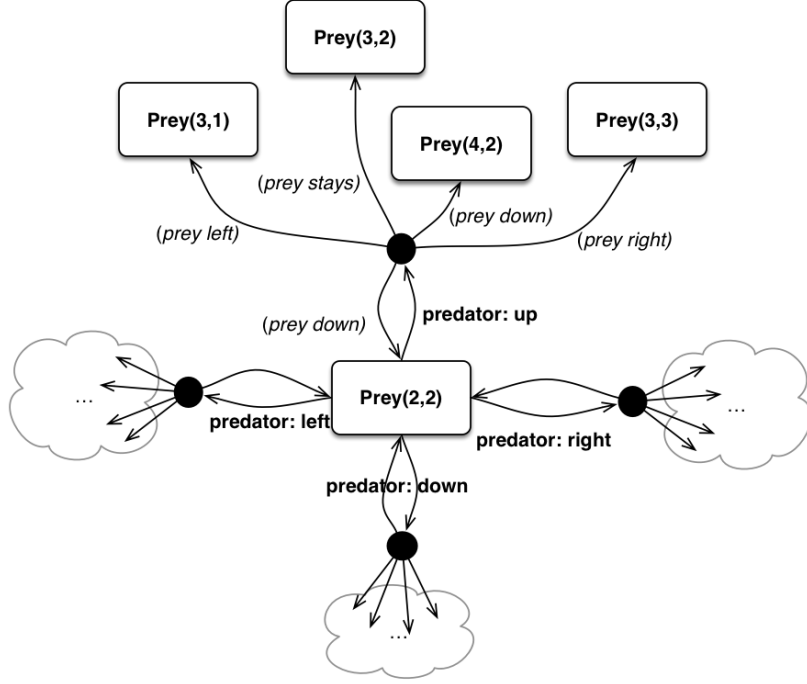 Prey(3,2)
Prey(3,1)
Prey(4,2)
Prey(3,3)
(prey stays)
(prey down)
(prey left)
(prey right)
(prey down)
predator: up
...
predator: left
Prey(2,2)
predator: right
...
predator: down
...